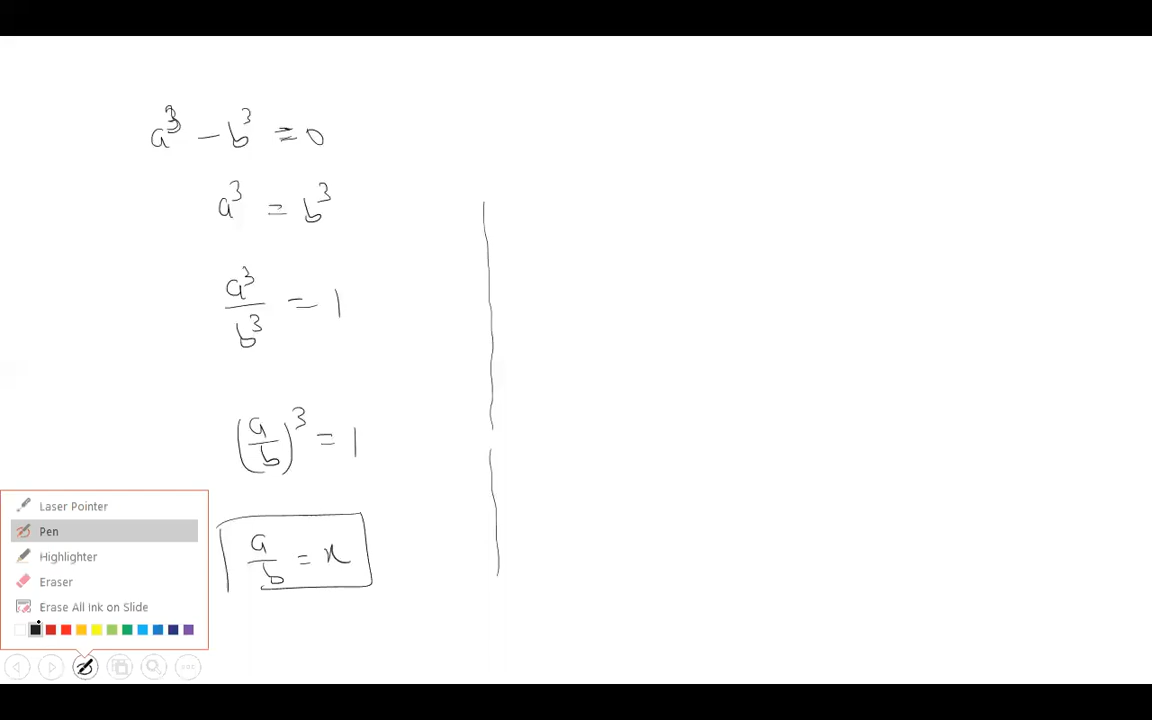 a³ - b³ = 0
a³ = b³
a³/b³ = 1
(a/b)³ = 1
a/b = x
Laser Pointer
Pen
Highlighter
Eraser
Erase All Ink on Slide